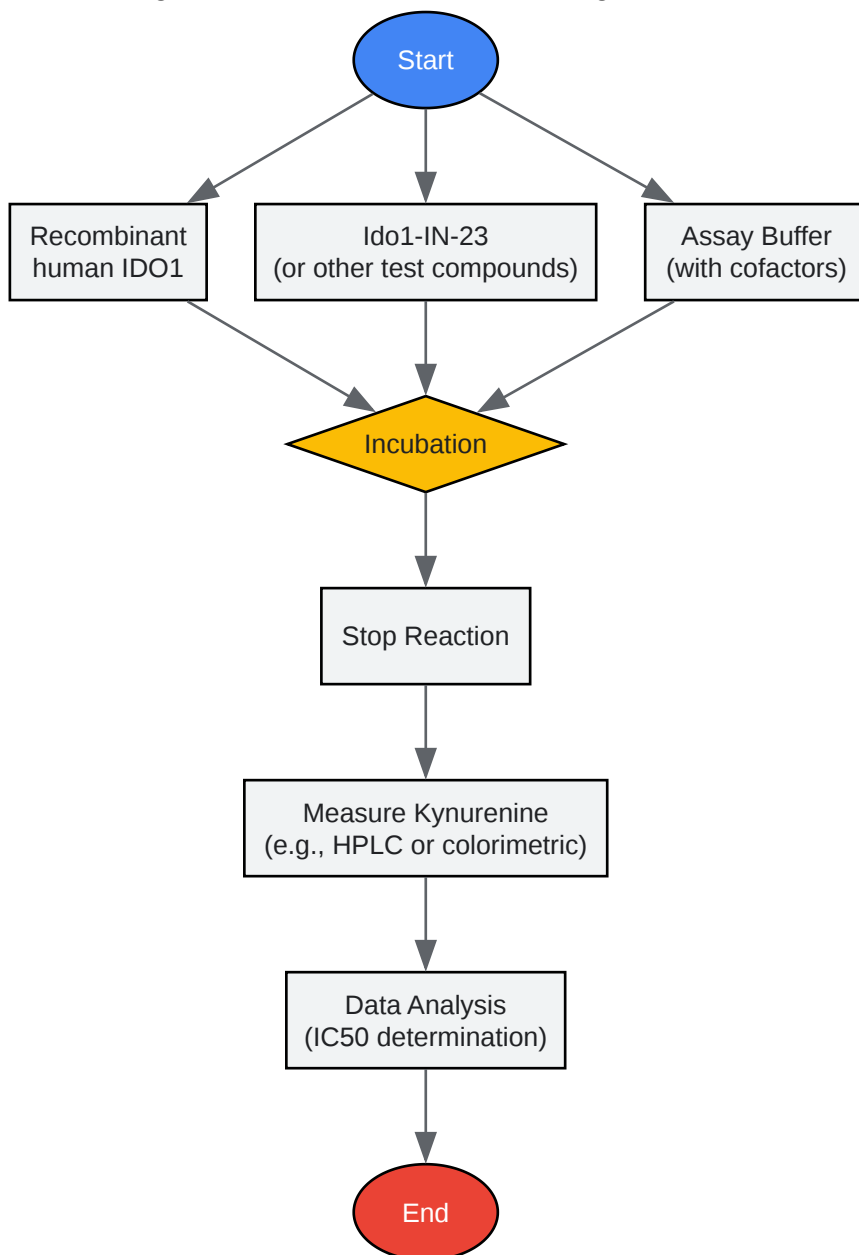 Start
Recombinant
human IDO1
Ido1-IN-23
(or other test compounds)
Assay Buffer
(with cofactors)
Incubation
Stop Reaction
Measure Kynurenine
(e.g., HPLC or colorimetric)
Data Analysis
(IC50 determination)
End